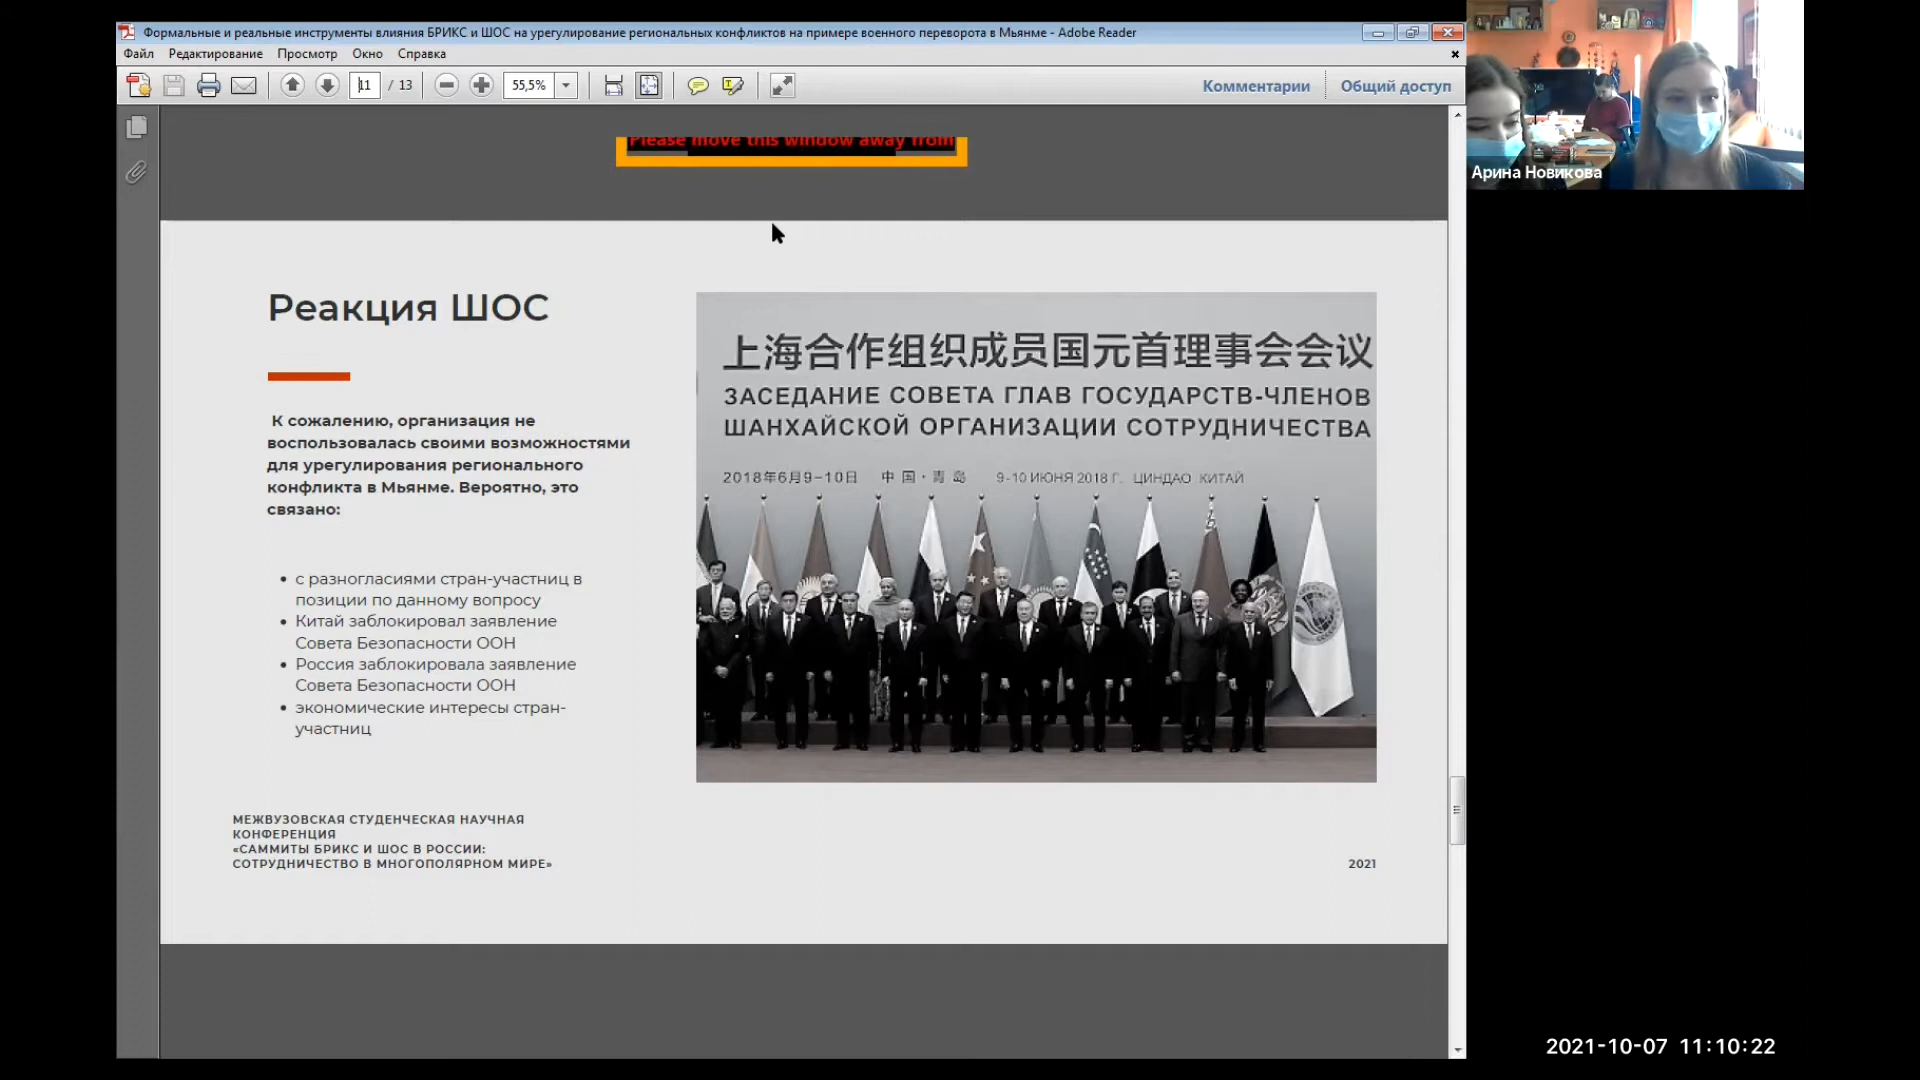 Формальные и реальные инструменты влияния БРИКС и ШОС на урегулирование региональных конфликтов на примере военного переворота в Мьянме - Adobe Reader
Файл Редактирование Просмотр Окно Справка
11 / 13 55,5% Комментарии Общий доступ
Please move this window away from
Арина Новикова
Реакция ШОС
К сожалению, организация не
воспользовалась своими возможностями
для урегулирования регионального
конфликта в Мьянме. Вероятно, это
связано:
• с разногласиями стран-участниц в
позиции по данному вопросу
• Китай заблокировал заявление
Совета Безопасности ООН
• Россия заблокировала заявление
Совета Безопасности ООН
• экономические интересы стран-
участниц
上海合作组织成员国元首理事会会议
ЗАСЕДАНИЕ СОВЕТА ГЛАВ ГОСУДАРСТВ-ЧЛЕНОВ
ШАНХАЙСКОЙ ОРГАНИЗАЦИИ СОТРУДНИЧЕСТВА
2018年6月9-10日 中国·青岛 9-10 ИЮНЯ 2018 Г. ЦИНДАО КИТАЙ
МЕЖВУЗОВСКАЯ СТУДЕНЧЕСКАЯ НАУЧНАЯ
КОНФЕРЕНЦИЯ
«САММИТЫ БРИКС И ШОС В РОССИИ:
СОТРУДНИЧЕСТВО В МНОГОПОЛЯРНОМ МИРЕ»
2021
2021-10-07 11:10:22